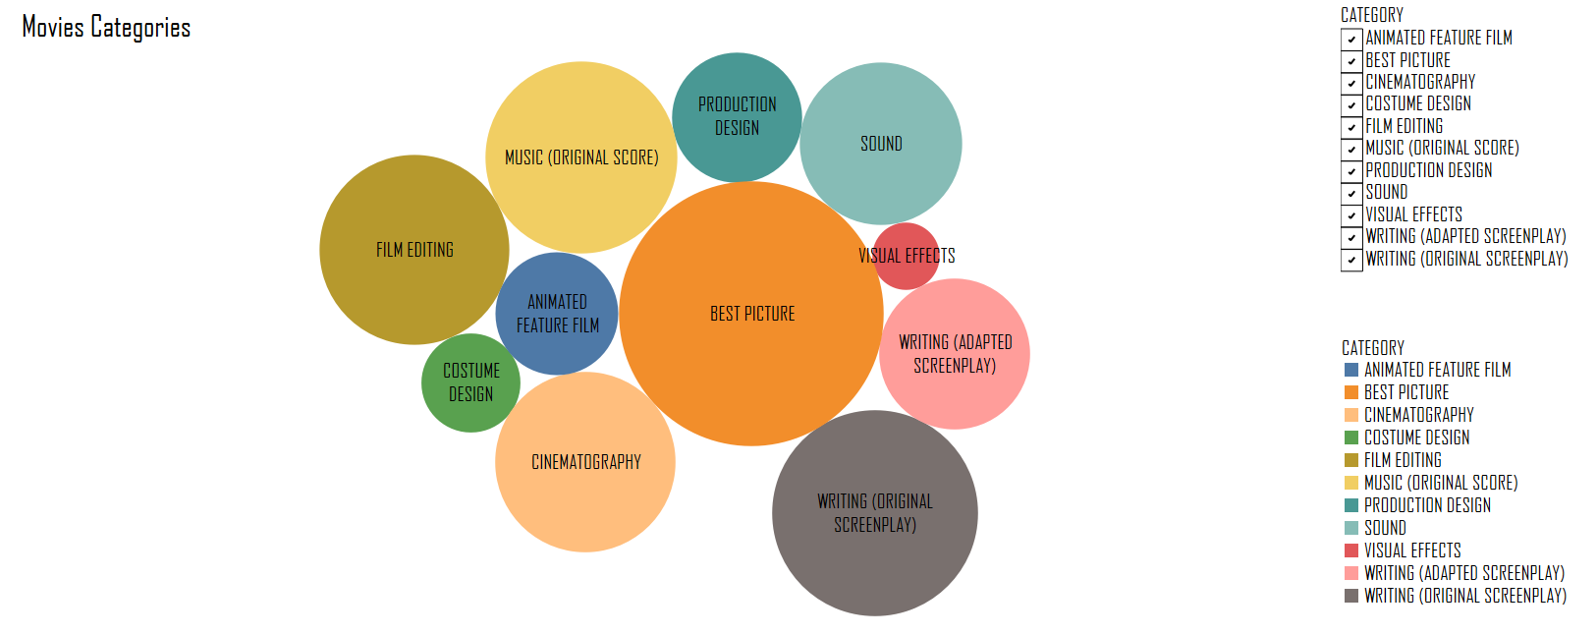 Movies Categories
PRODUCTION
DESIGN
MUSIC (ORIGINAL SCORE)
SOUND
FILM EDITING
VISUAL EFFECTS
ANIMATED
FEATURE FILM
BEST PICTURE
WRITING (ADAPTED
SCREENPLAY)
COSTUME
DESIGN
CINEMATOGRAPHY
WRITING (ORIGINAL
SCREENPLAY)
CATEGORY
ANIMATED FEATURE FILM
BEST PICTURE
CINEMATOGRAPHY
COSTUME DESIGN
FILM EDITING
MUSIC (ORIGINAL SCORE)
PRODUCTION DESIGN
SOUND
VISUAL EFFECTS
WRITING (ADAPTED SCREENPLAY)
WRITING (ORIGINAL SCREENPLAY)
CATEGORY
ANIMATED FEATURE FILM
BEST PICTURE
CINEMATOGRAPHY
COSTUME DESIGN
FILM EDITING
MUSIC (ORIGINAL SCORE)
PRODUCTION DESIGN
SOUND
VISUAL EFFECTS
WRITING (ADAPTED SCREENPLAY)
WRITING (ORIGINAL SCREENPLAY)